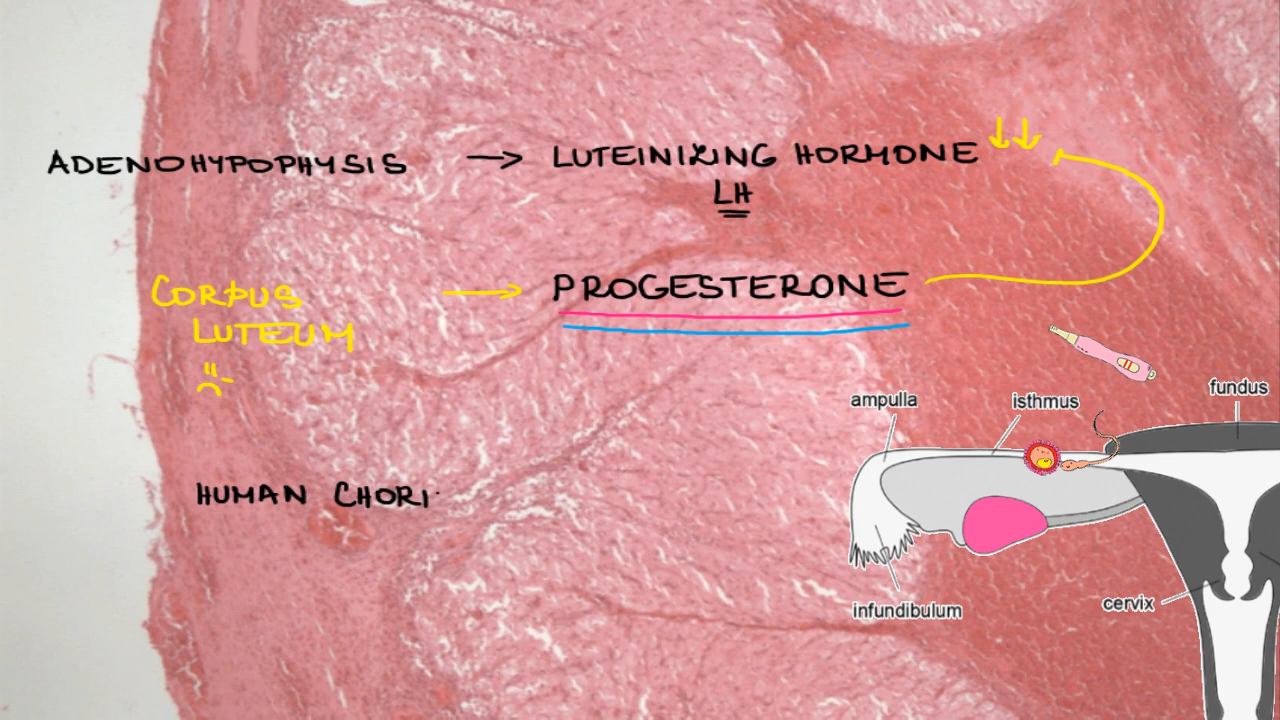 ADENOHYPOPHYSIS → LUTEINIZING HORMONE ↓↓
LH
CORPUS → PROGESTERONE
LUTEUM
HUMAN CHORI
ampulla
isthmus
fundus
infundibulum
cervix